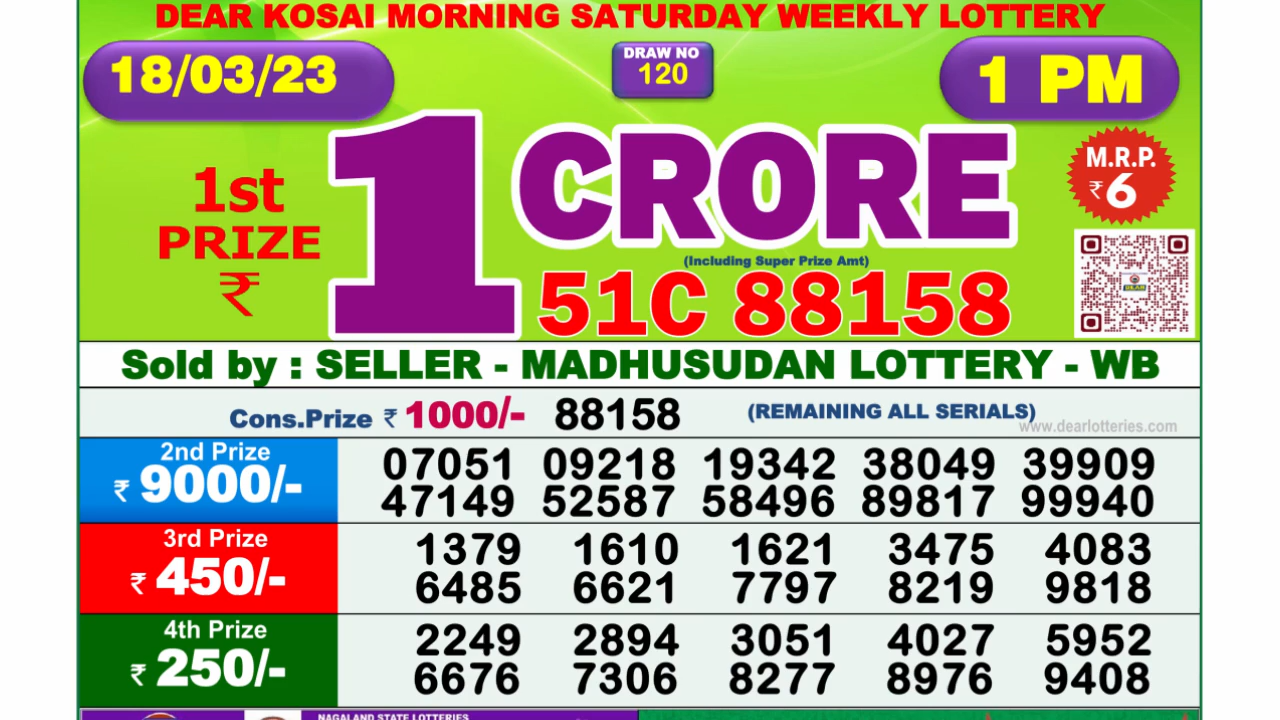 DEAR KOSAI MORNING SATURDAY WEEKLY LOTTERY
18/03/23
DRAW NO
120
1 PM
1st
PRIZE
₹
1 CRORE
(Including Super Prize Amt)
M.R.P.
₹6
DEAR
51C 88158
Sold by : SELLER - MADHUSUDAN LOTTERY - WB
Cons.Prize ₹ 1000/- 88158 (REMAINING ALL SERIALS)
www.dearlotteries.com
2nd Prize
₹ 9000/-
07051 09218 19342 38049 39909
47149 52587 58496 89817 99940
3rd Prize
₹ 450/-
1379 1610 1621 3475 4083
6485 6621 7797 8219 9818
4th Prize
₹ 250/-
2249 2894 3051 4027 5952
6676 7306 8277 8976 9408
NAGALAND STATE LOTTERIES